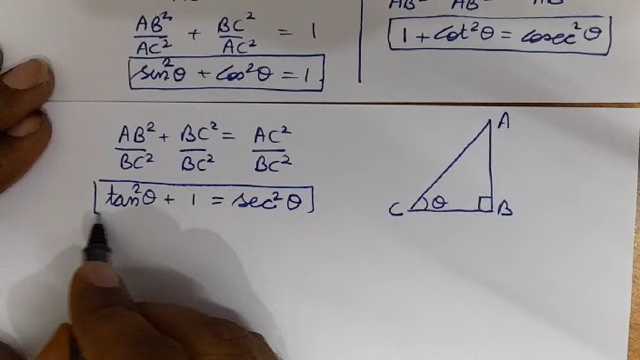 AB²/AC² + BC²/AC² = 1
sin²θ + cos²θ = 1
1 + cot²θ = cosec²θ
AB²/BC² + BC²/BC² = AC²/BC²
tan²θ + 1 = sec²θ
A
C θ B